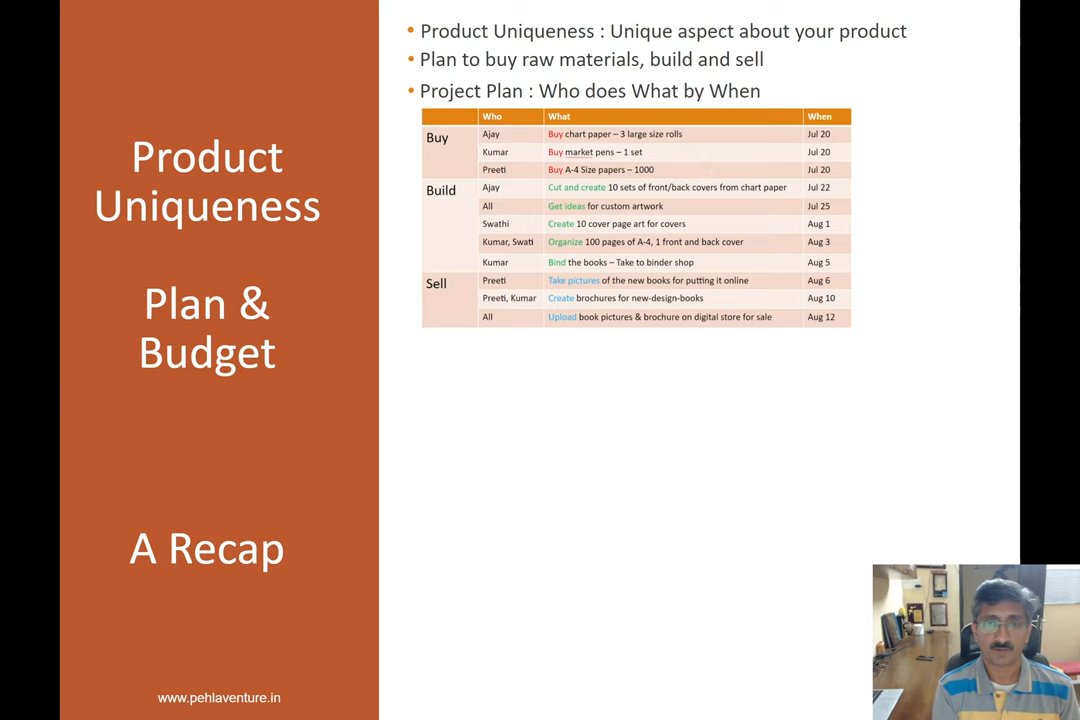 Product
Uniqueness
Plan &
Budget
A Recap
www.pehlaventure.in
• Product Uniqueness : Unique aspect about your product
• Plan to buy raw materials, build and sell
• Project Plan : Who does What by When
Who What When
Buy Ajay Buy chart paper – 3 large size rolls Jul 20
Kumar Buy market pens – 1 set Jul 20
Preeti Buy A-4 Size papers – 1000 Jul 20
Build Ajay Cut and create 10 sets of front/back covers from chart paper Jul 22
All Get ideas for custom artwork Jul 25
Swathi Create 10 cover page art for covers Aug 1
Kumar, Swati Organize 100 pages of A-4, 1 front and back cover Aug 3
Kumar Bind the books – Take to binder shop Aug 5
Sell Preeti Take pictures of the new books for putting it online Aug 6
Preeti, Kumar Create brochures for new-design-books Aug 10
All Upload book pictures & brochure on digital store for sale Aug 12